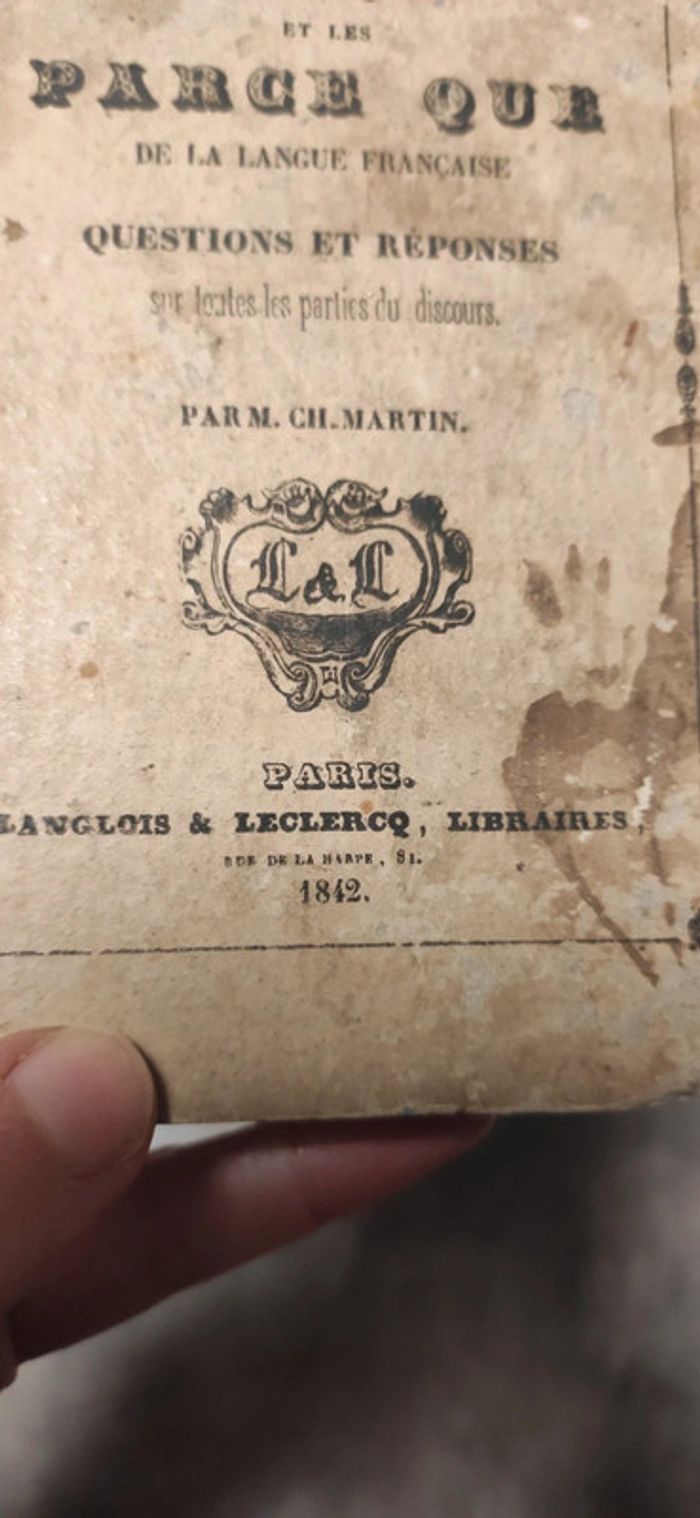 ET LES
PARCE QUE
DE LA LANGUE FRANÇAISE
QUESTIONS ET RÉPONSES
sur toutes les parties du discours.
PAR M. CH. MARTIN.
L & L
PARIS.
LANGLOIS & LECLERCQ, LIBRAIRES,
RUE DE LA HARPE, 81.
1842.